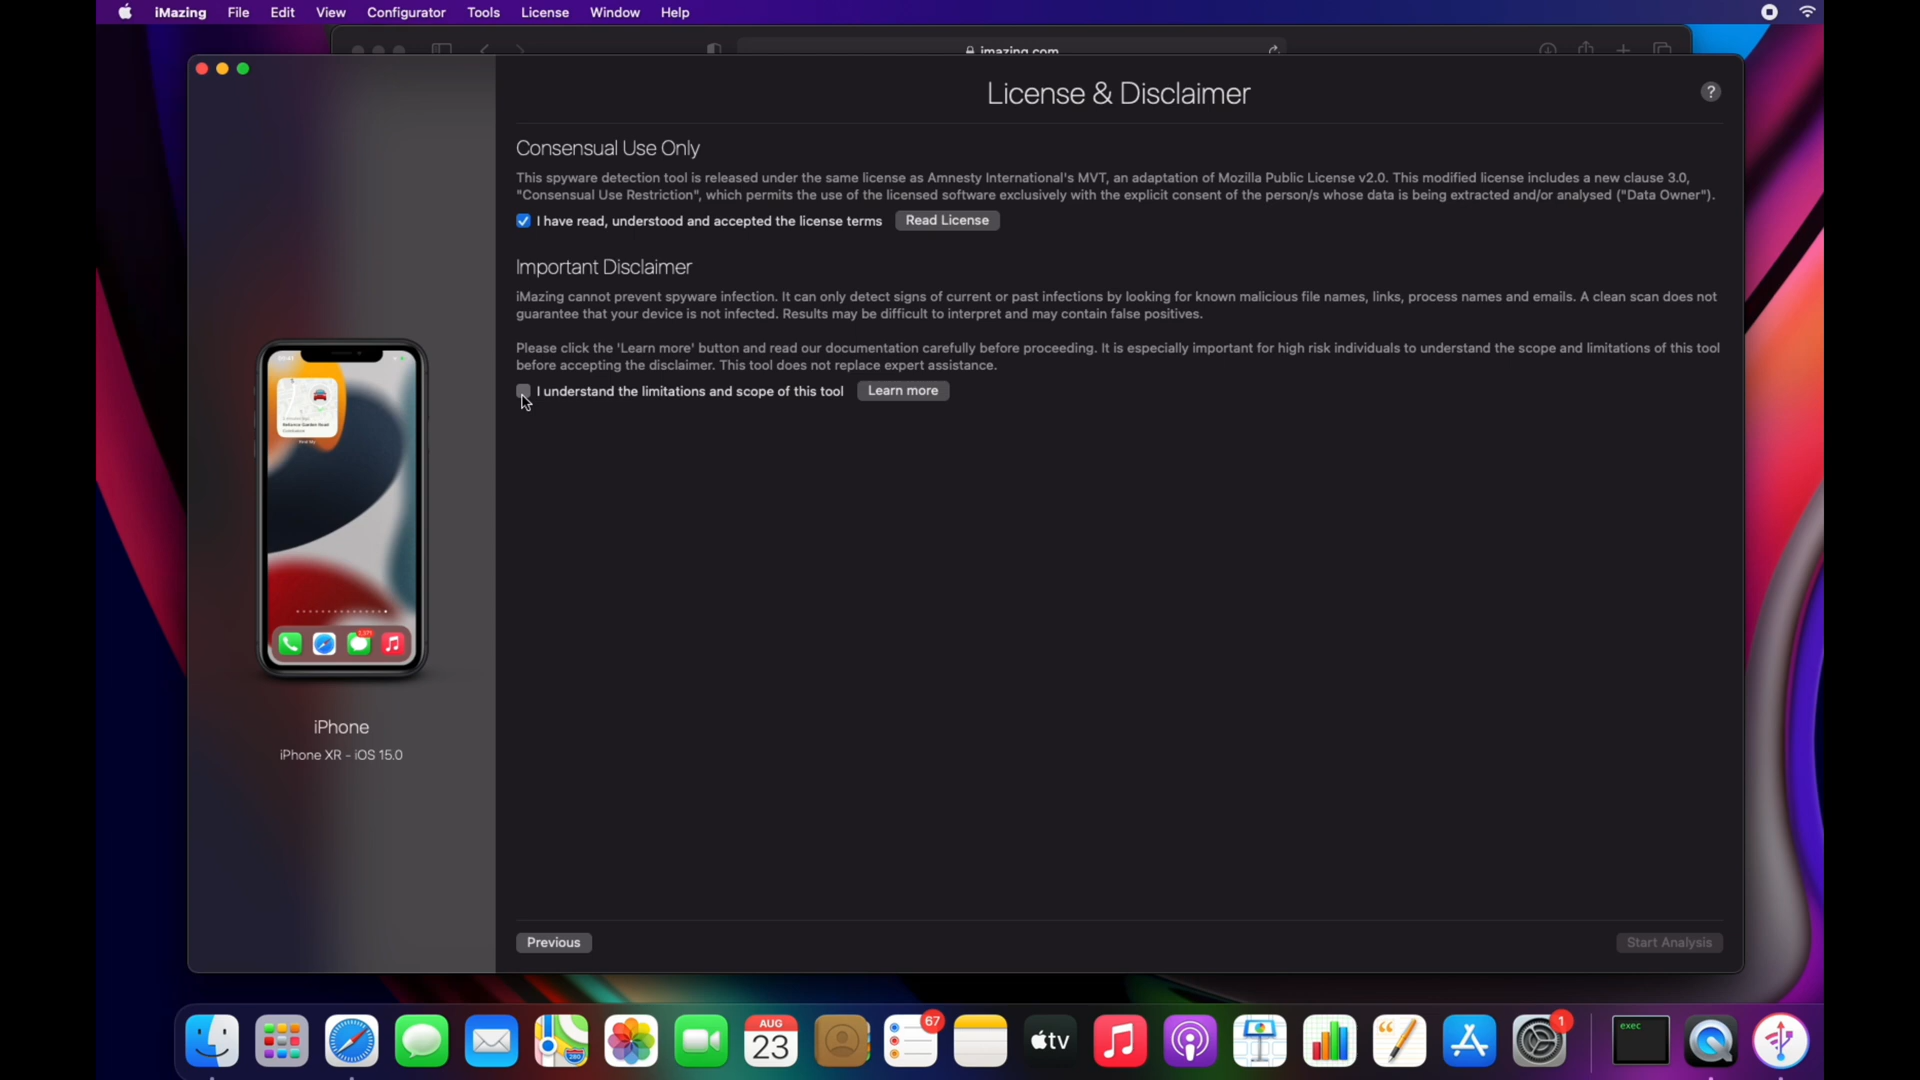 iMazing File Edit View Configurator Tools License Window Help
imazing.com
License & Disclaimer
?
Consensual Use Only
This spyware detection tool is released under the same license as Amnesty International's MVT, an adaptation of Mozilla Public License v2.0. This modified license includes a new clause 3.0,
"Consensual Use Restriction", which permits the use of the licensed software exclusively with the explicit consent of the person/s whose data is being extracted and/or analysed ("Data Owner").
I have read, understood and accepted the license terms Read License
Important Disclaimer
iMazing cannot prevent spyware infection. It can only detect signs of current or past infections by looking for known malicious file names, links, process names and emails. A clean scan does not
guarantee that your device is not infected. Results may be difficult to interpret and may contain false positives.
Please click the 'Learn more' button and read our documentation carefully before proceeding. It is especially important for high risk individuals to understand the scope and limitations of this tool
before accepting the disclaimer. This tool does not replace expert assistance.
I understand the limitations and scope of this tool Learn more
iPhone
iPhone XR - iOS 15.0
Previous
Start Analysis
280
AUG
23
67
tv
1
exec